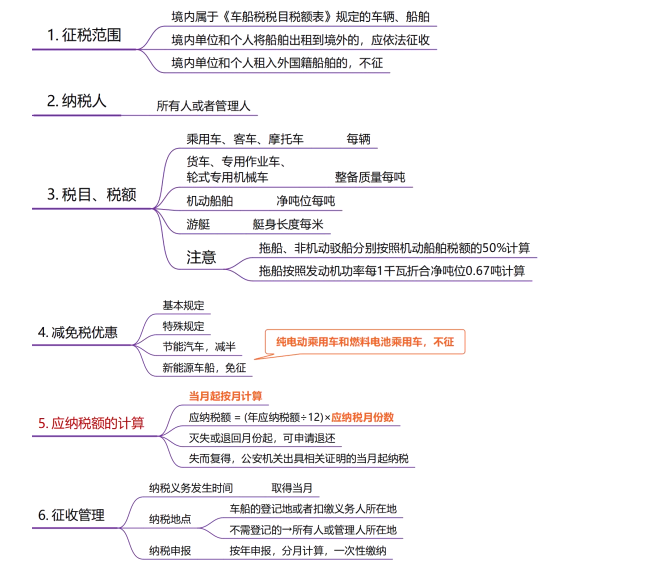 1. 征税范围
境内属于《车船税税目税额表》规定的车辆、船舶
境内单位和个人将船舶出租到境外的，应依法征收
境内单位和个人租入外国籍船舶的，不征
2. 纳税人
所有人或者管理人
3. 税目、税额
乘用车、客车、摩托车 每辆
货车、专用作业车、
轮式专用机械车 整备质量每吨
机动船舶 净吨位每吨
游艇 艇身长度每米
注意
拖船、非机动驳船分别按照机动船舶税额的50%计算
拖船按照发动机功率每1千瓦折合净吨位0.67吨计算
4. 减免税优惠
基本规定
特殊规定
节能汽车，减半
新能源车船，免征
纯电动乘用车和燃料电池乘用车，不征
5. 应纳税额的计算
当月起按月计算
应纳税额 = (年应纳税额÷12)×应纳税月份数
灭失或退回月份起，可申请退还
失而复得，公安机关出具相关证明的当月起纳税
6. 征收管理
纳税义务发生时间 取得当月
纳税地点
车船的登记地或者扣缴义务人所在地
不需登记的→所有人或管理人所在地
纳税申报 按年申报，分月计算，一次性缴纳